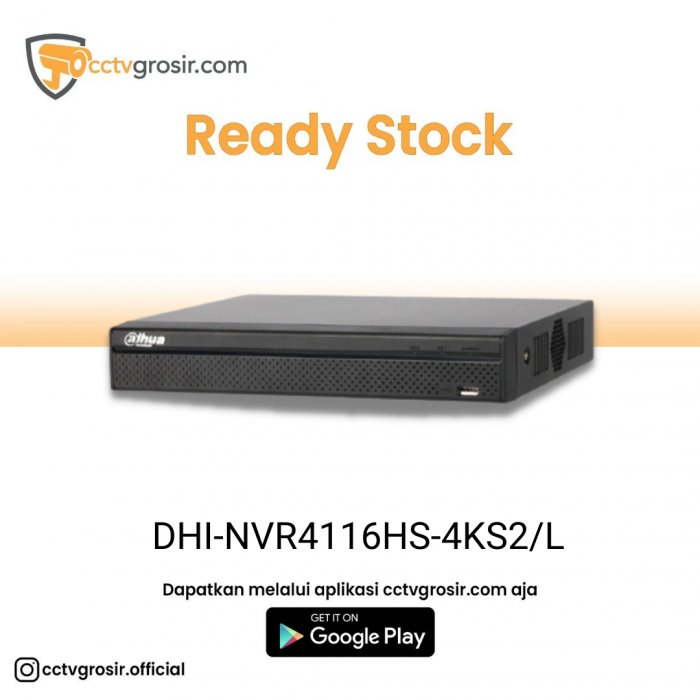 cctvgrosir.com
Ready Stock
alhua
DHI-NVR4116HS-4KS2/L
Dapatkan melalui aplikasi cctvgrosir.com aja
GET IT ON
Google Play
cctvgrosir.official